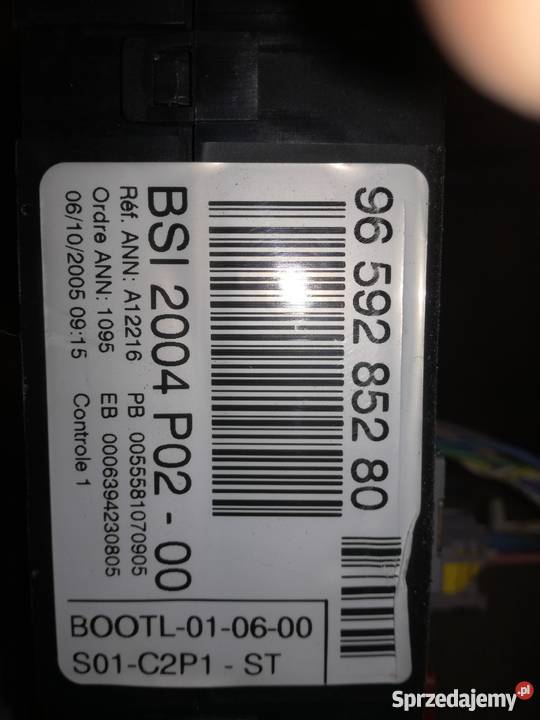 96 592 852 80
BSI 2004 P02 - 00
Réf. ANN: A12216 PB 0055581070905
Ordre ANN: 1095 EB 0006394230805
06/10/2005 09:15 Controle 1
BOOTL-01-06-00
S01-C2P1 - ST
Sprzedajemy.pl